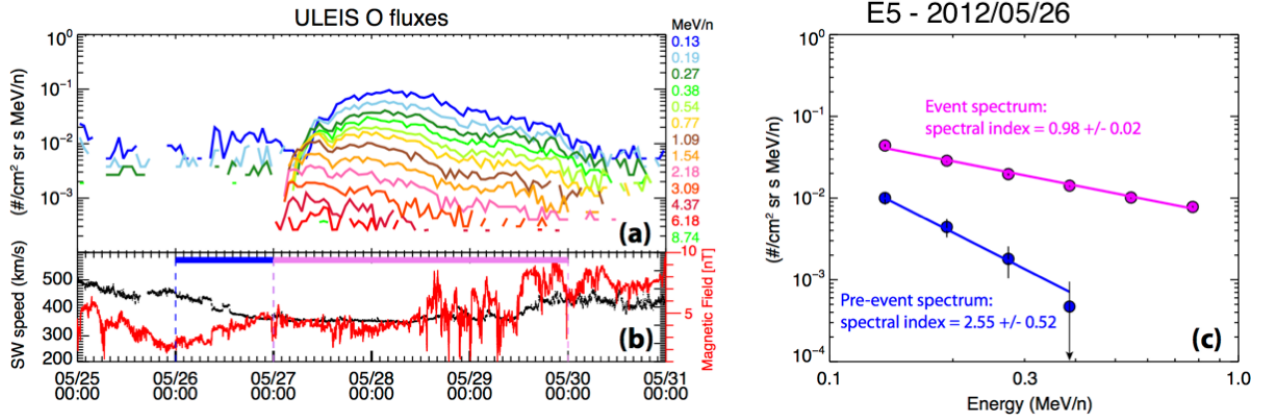 ULEIS O fluxes
MeV/n
0.13
0.19
0.27
0.38
0.54
0.77
1.09
1.54
2.18
3.09
4.37
6.18
8.74
(#/cm² sr s MeV/n)
10⁰
10⁻¹
10⁻²
10⁻³
(a)
SW speed (km/s)
500
400
300
200
Magnetic Field [nT]
10
5
(b)
05/25 05/26 05/27 05/28 05/29 05/30 05/31
00:00 00:00 00:00 00:00 00:00 00:00 00:00
E5 - 2012/05/26
(#/cm² sr s MeV/n)
10⁰
10⁻¹
10⁻²
10⁻³
10⁻⁴
Event spectrum:
spectral index = 0.98 +/- 0.02
Pre-event spectrum:
spectral index = 2.55 +/- 0.52
(c)
0.1 0.3 1.0
Energy (MeV/n)